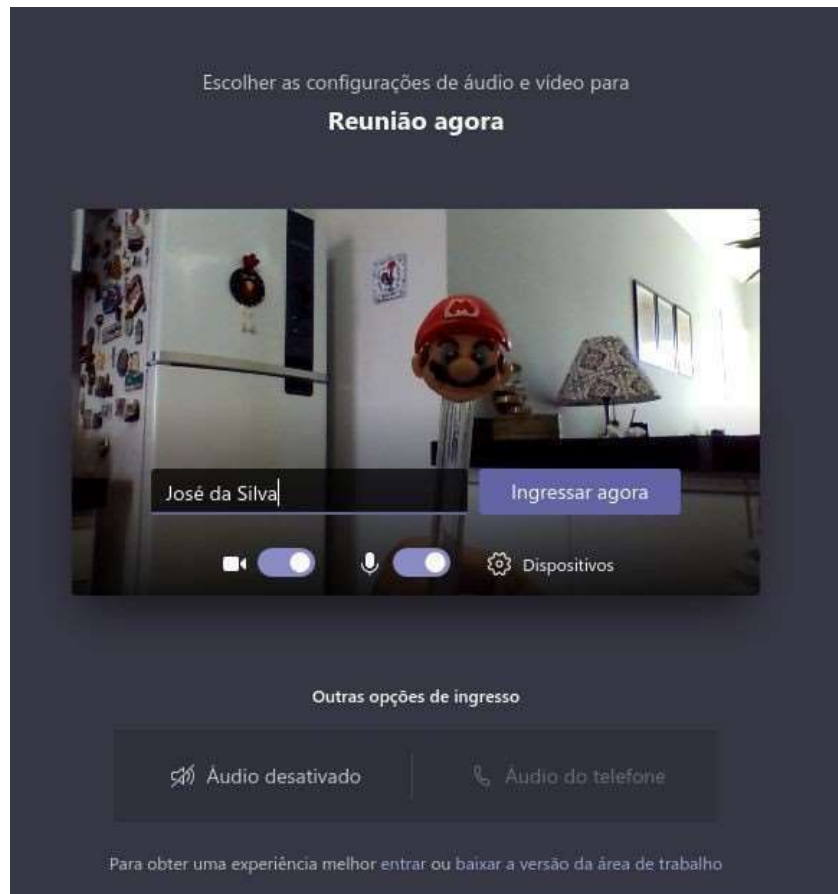 Escolher as configurações de áudio e vídeo para
Reunião agora
José da Silva
Ingressar agora
Dispositivos
Outras opções de ingresso
Áudio desativado
Áudio do telefone
Para obter uma experiência melhor entrar ou baixar a versão da área de trabalho